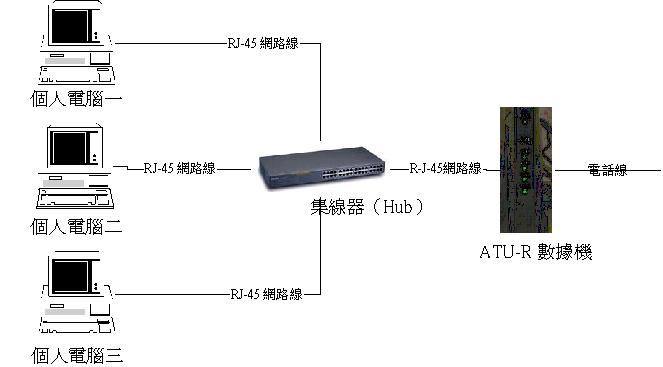 RJ-45 網路線
個人電腦一
RJ-45 網路線
R-J-45網路線
電話線
集線器（Hub）
個人電腦二
ATU-R 數據機
RJ-45 網路線
個人電腦三